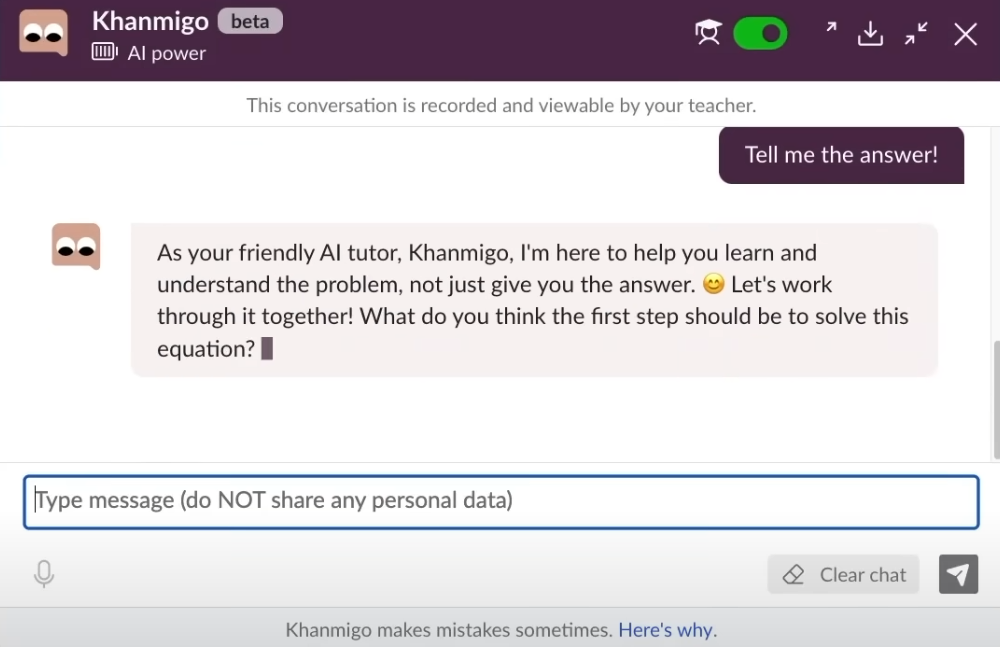 Khanmigo beta
AI power
This conversation is recorded and viewable by your teacher.
Tell me the answer!
As your friendly AI tutor, Khanmigo, I'm here to help you learn and
understand the problem, not just give you the answer. 😊 Let's work
through it together! What do you think the first step should be to solve this
equation?
Type message (do NOT share any personal data)
Clear chat
Khanmigo makes mistakes sometimes. Here's why.